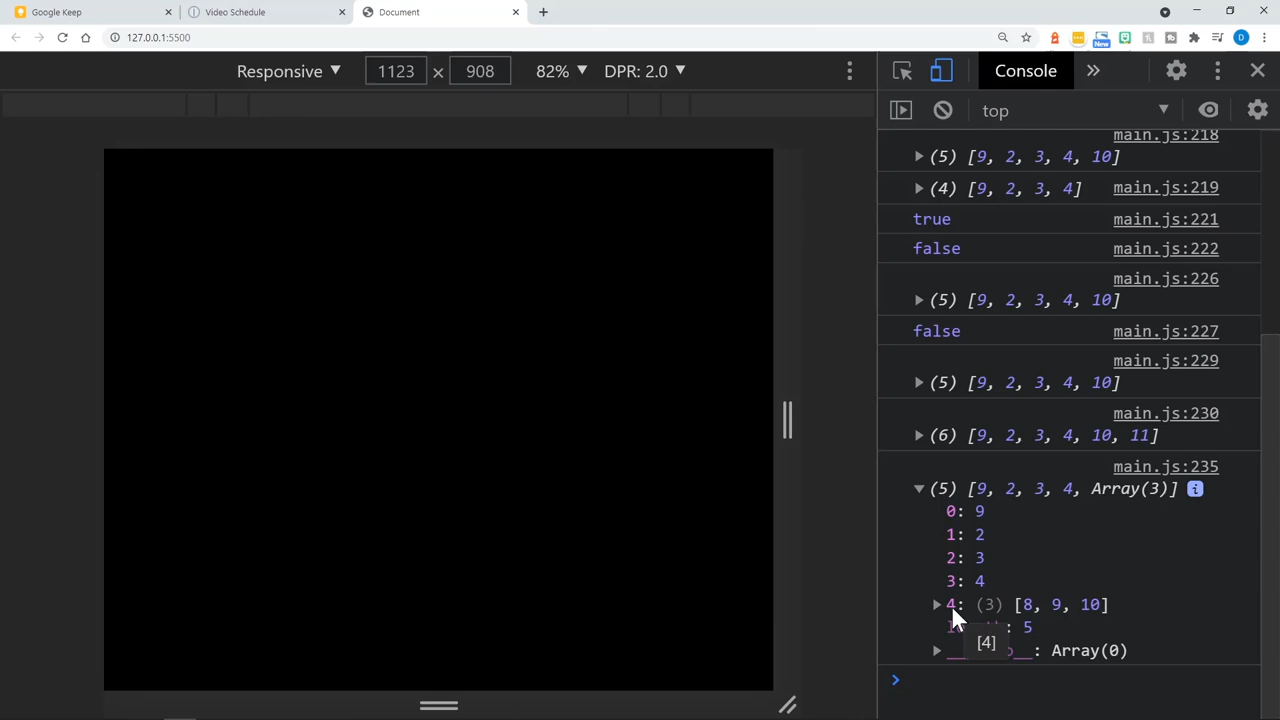 Google Keep
Video Schedule
Document
127.0.0.1:5500
New
D
Responsive ▼ 1123 × 908 82% ▼ DPR: 2.0 ▼
Console
top
main.js:218
(5) [9, 2, 3, 4, 10]
(4) [9, 2, 3, 4] main.js:219
true main.js:221
false main.js:222
main.js:226
(5) [9, 2, 3, 4, 10]
false main.js:227
main.js:229
(5) [9, 2, 3, 4, 10]
main.js:230
(6) [9, 2, 3, 4, 10, 11]
main.js:235
(5) [9, 2, 3, 4, Array(3)] i
0: 9
1: 2
2: 3
3: 4
4: (3) [8, 9, 10]
: 5
[4]
: Array(0)